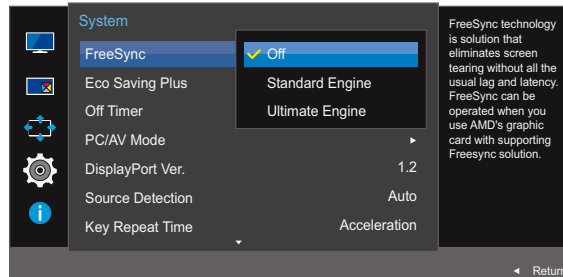 System
FreeSync
Off
Eco Saving Plus
Standard Engine
Off Timer
Ultimate Engine
PC/AV Mode
DisplayPort Ver.
1.2
Source Detection
Auto
Key Repeat Time
Acceleration
FreeSync technology
is solution that
eliminates screen
tearing without all the
usual lag and latency.
FreeSync can be
operated when you
use AMD's graphic
card with supporting
Freesync solution.
Return